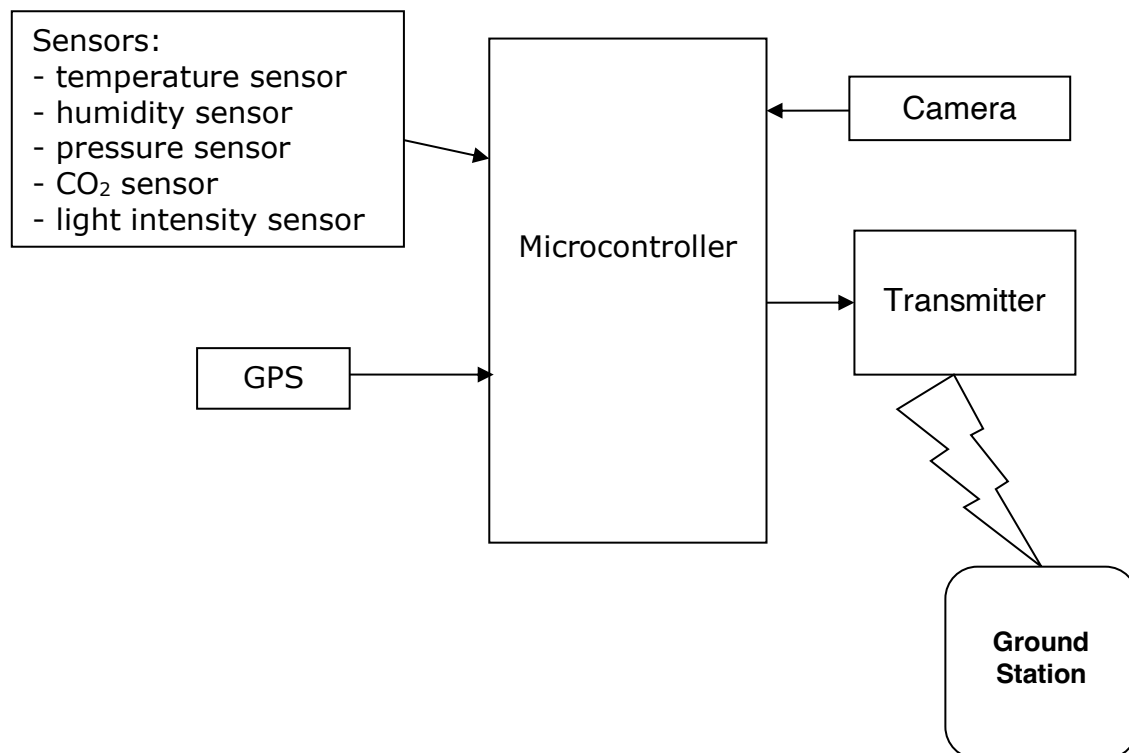 Sensors:
- temperature sensor
- humidity sensor
- pressure sensor
- CO₂ sensor
- light intensity sensor
Camera
Microcontroller
Transmitter
GPS
Ground
Station